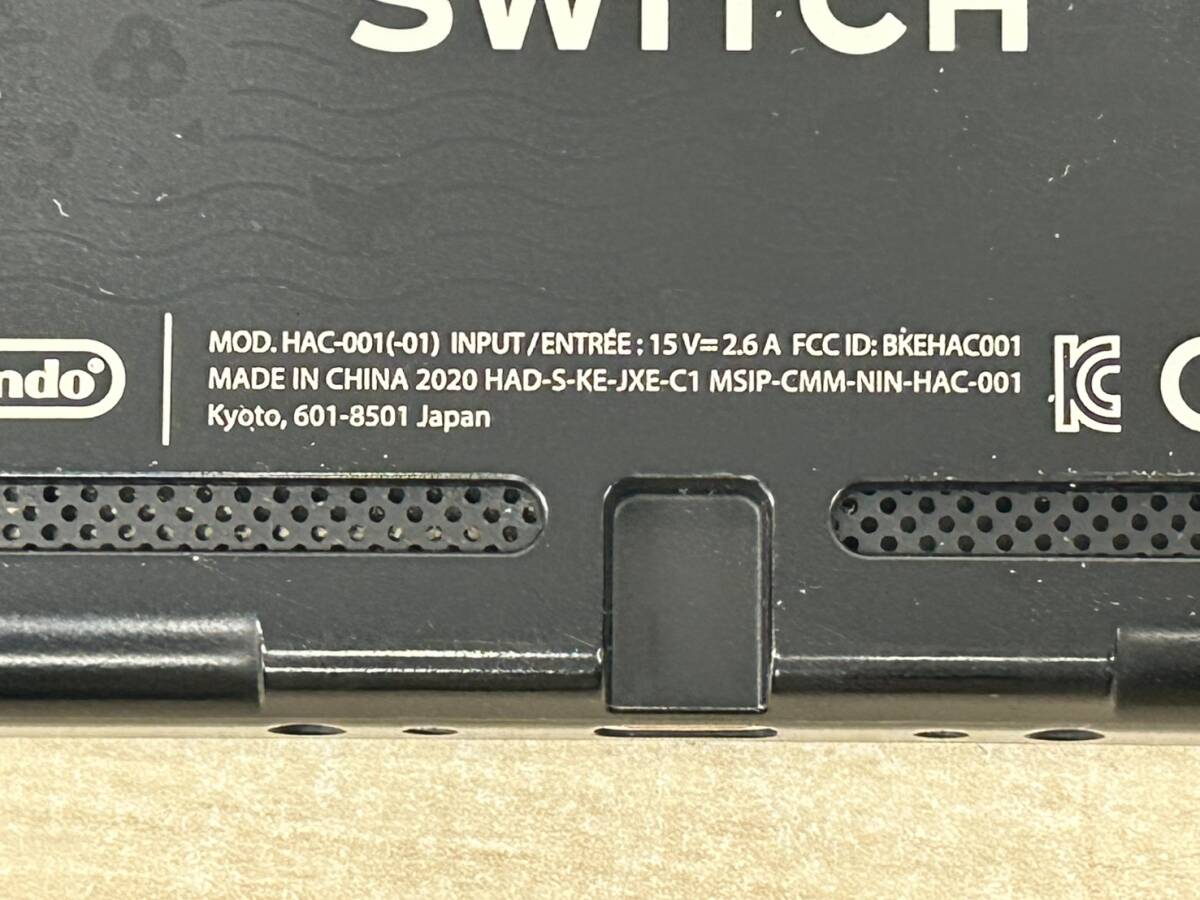 SWITCH
ndo®
MOD. HAC-001(-01) INPUT/ENTRÉE : 15 V⎓ 2.6 A FCC ID: BKEHAC001
MADE IN CHINA 2020 HAD-S-KE-JXE-C1 MSIP-CMM-NIN-HAC-001
Kyoto, 601-8501 Japan